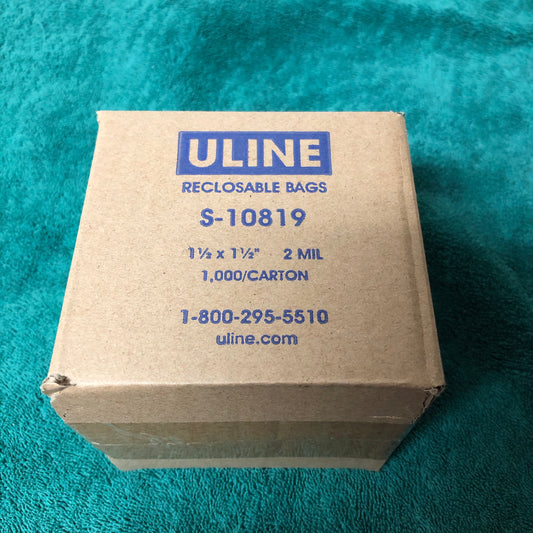 ULINE
RECLOSABLE BAGS
S-10819
1½ x 1½" 2 MIL
1,000/CARTON
1-800-295-5510
uline.com